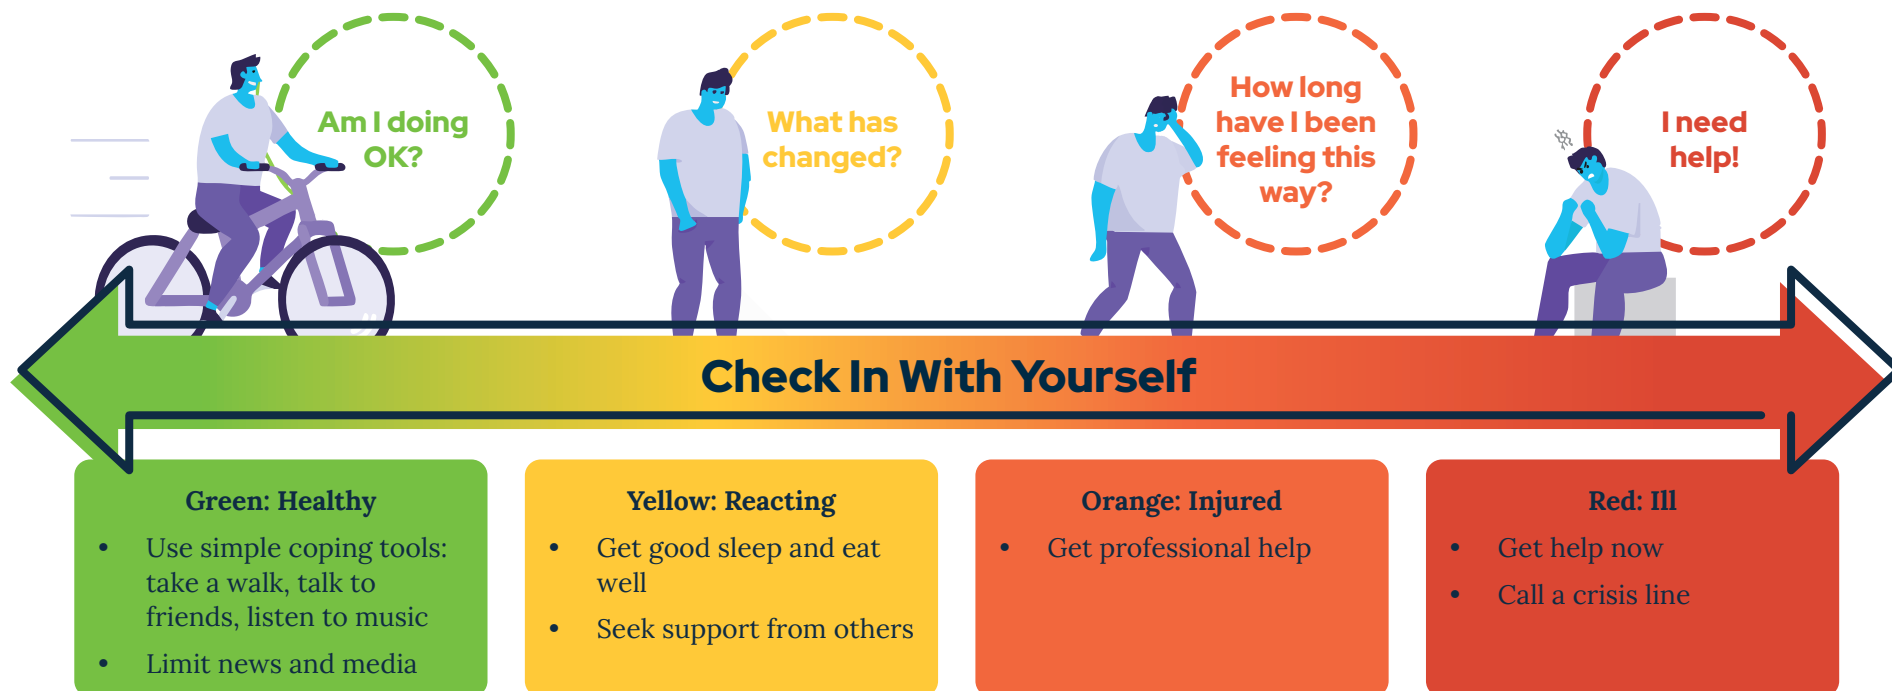 Am I doing
OK?
What has
changed?
How long
have I been
feeling this
way?
I need
help!
Check In With Yourself
Green: Healthy
• Use simple coping tools:
take a walk, talk to
friends, listen to music
• Limit news and media
Yellow: Reacting
• Get good sleep and eat
well
• Seek support from others
Orange: Injured
• Get professional help
Red: Ill
• Get help now
• Call a crisis line